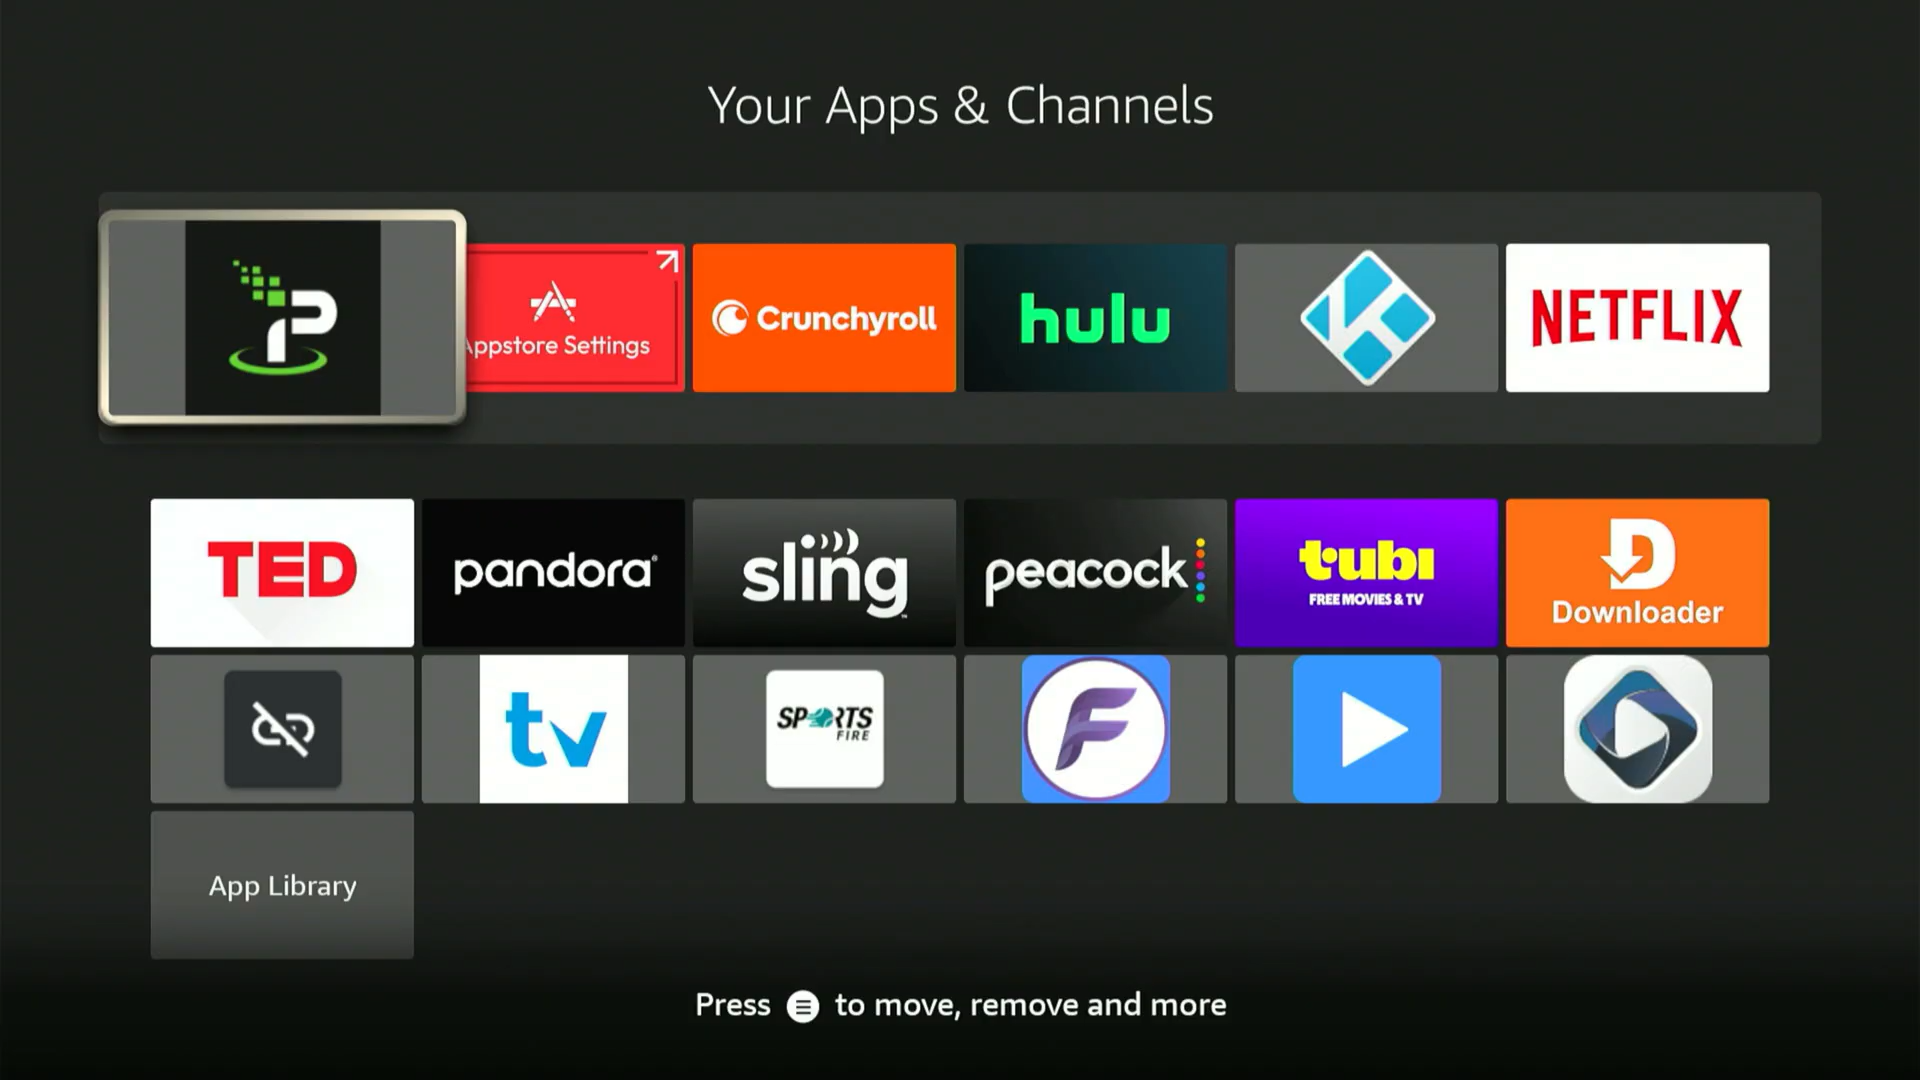 Your Apps & Channels
Appstore Settings
Crunchyroll
hulu
NETFLIX
TED
pandora
sling
peacock
tubi
FREE MOVIES & TV
Downloader
tv
SPORTS
FIRE
App Library
Press to move, remove and more